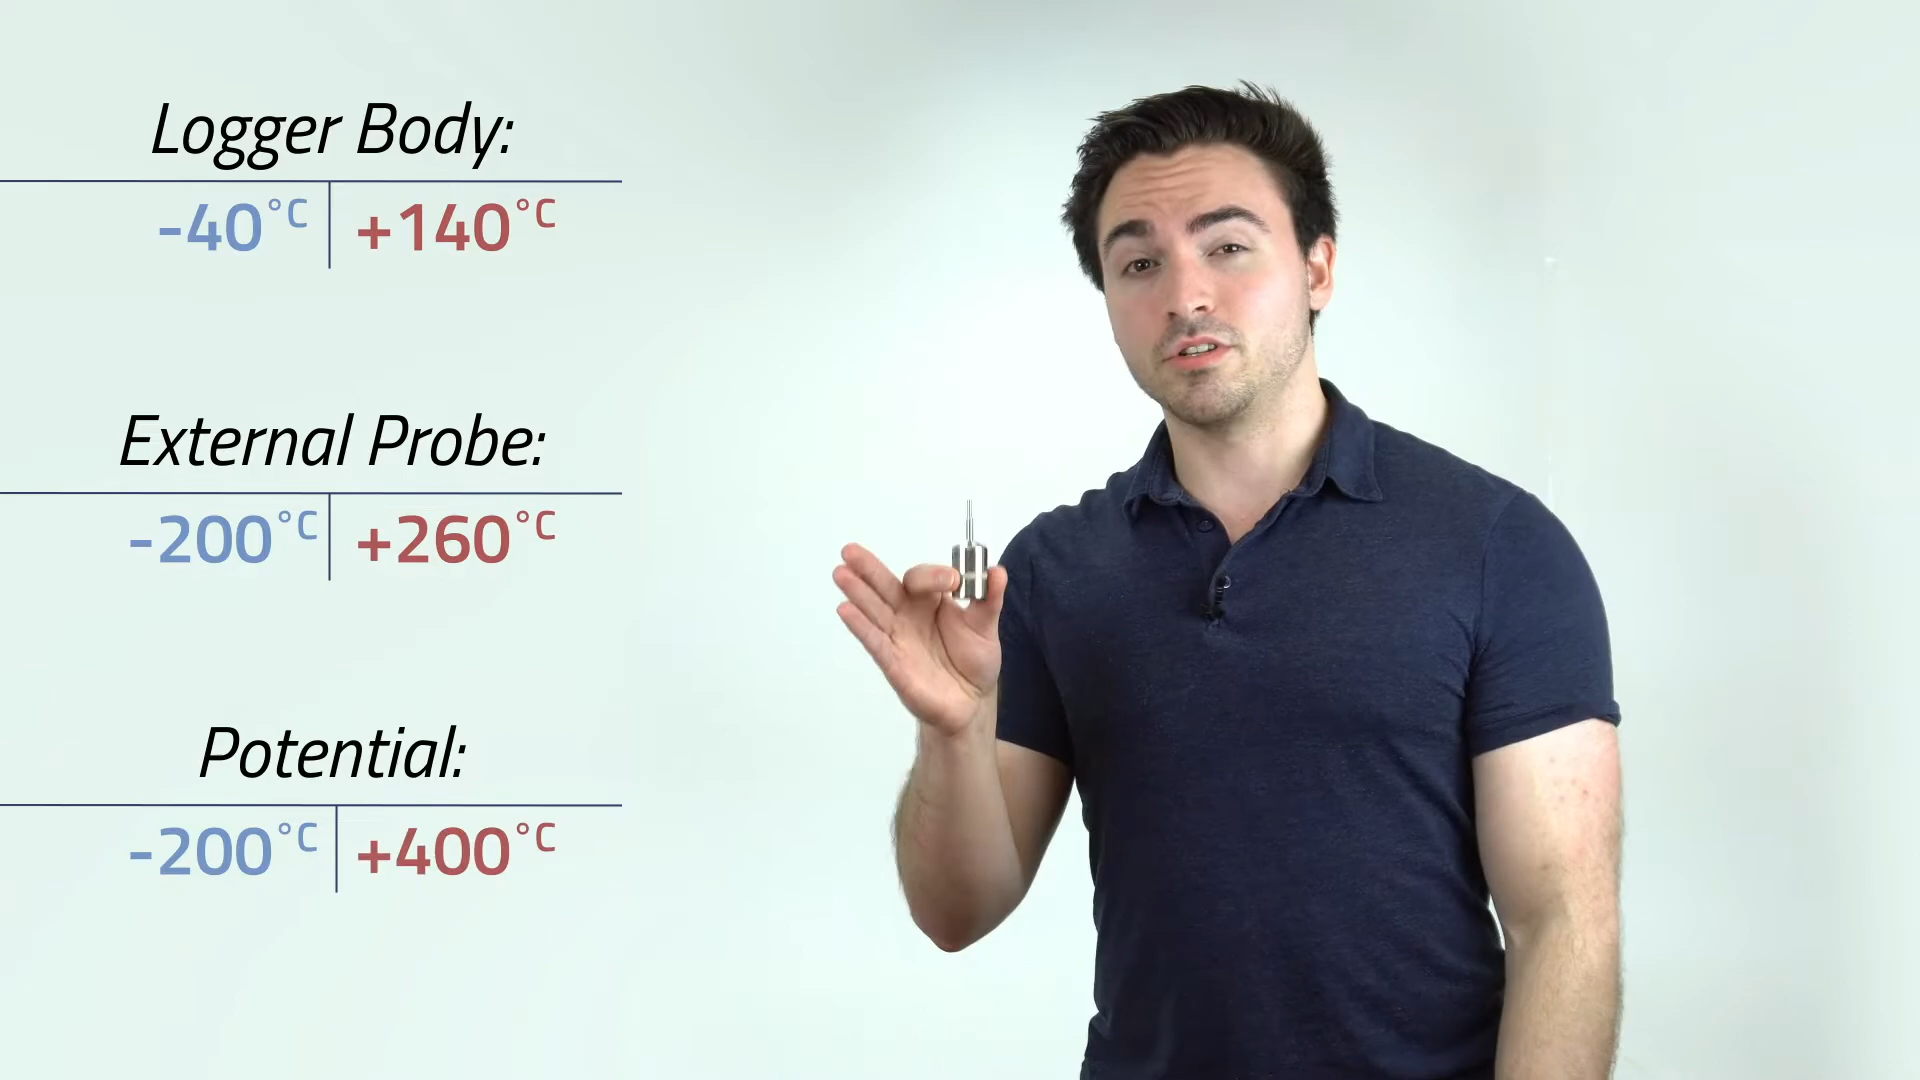 Logger Body:
-40°C +140°C
External Probe:
-200°C +260°C
Potential:
-200°C +400°C